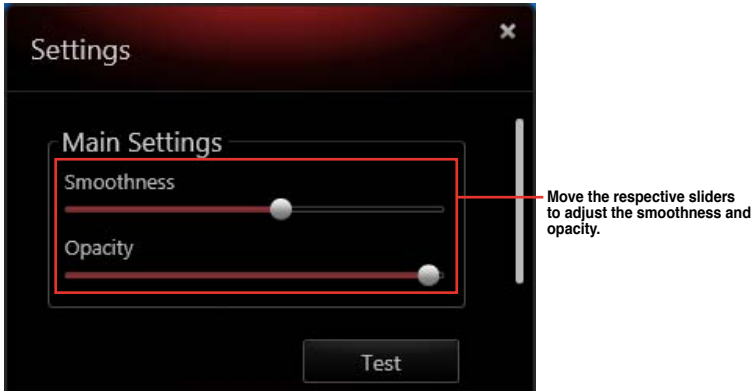 Settings
Main Settings
Smoothness
Opacity
Test
Move the respective sliders
to adjust the smoothness and
opacity.